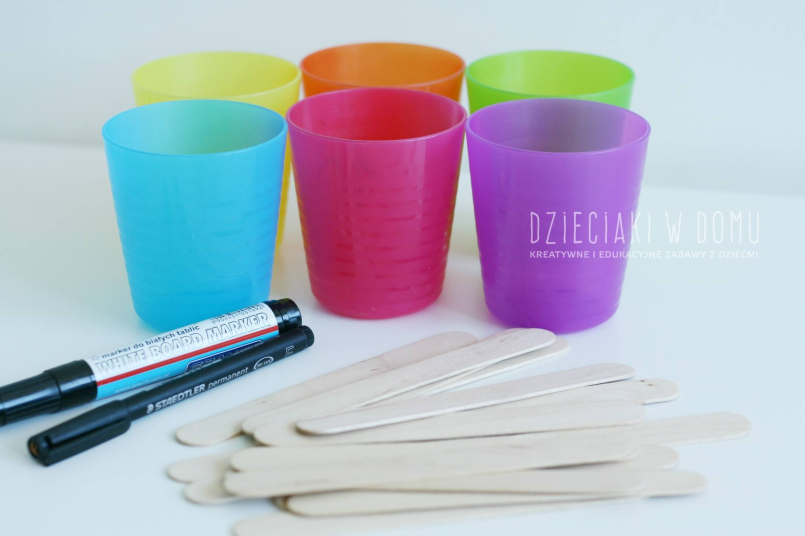 DZIECIAKI W DOMU
KREATYWNE I EDUKACYJNE ZABAWY Z DZIEĆMI
marker do białych tablic
WHITE BOARD MARKER
STAEDTLER permanent